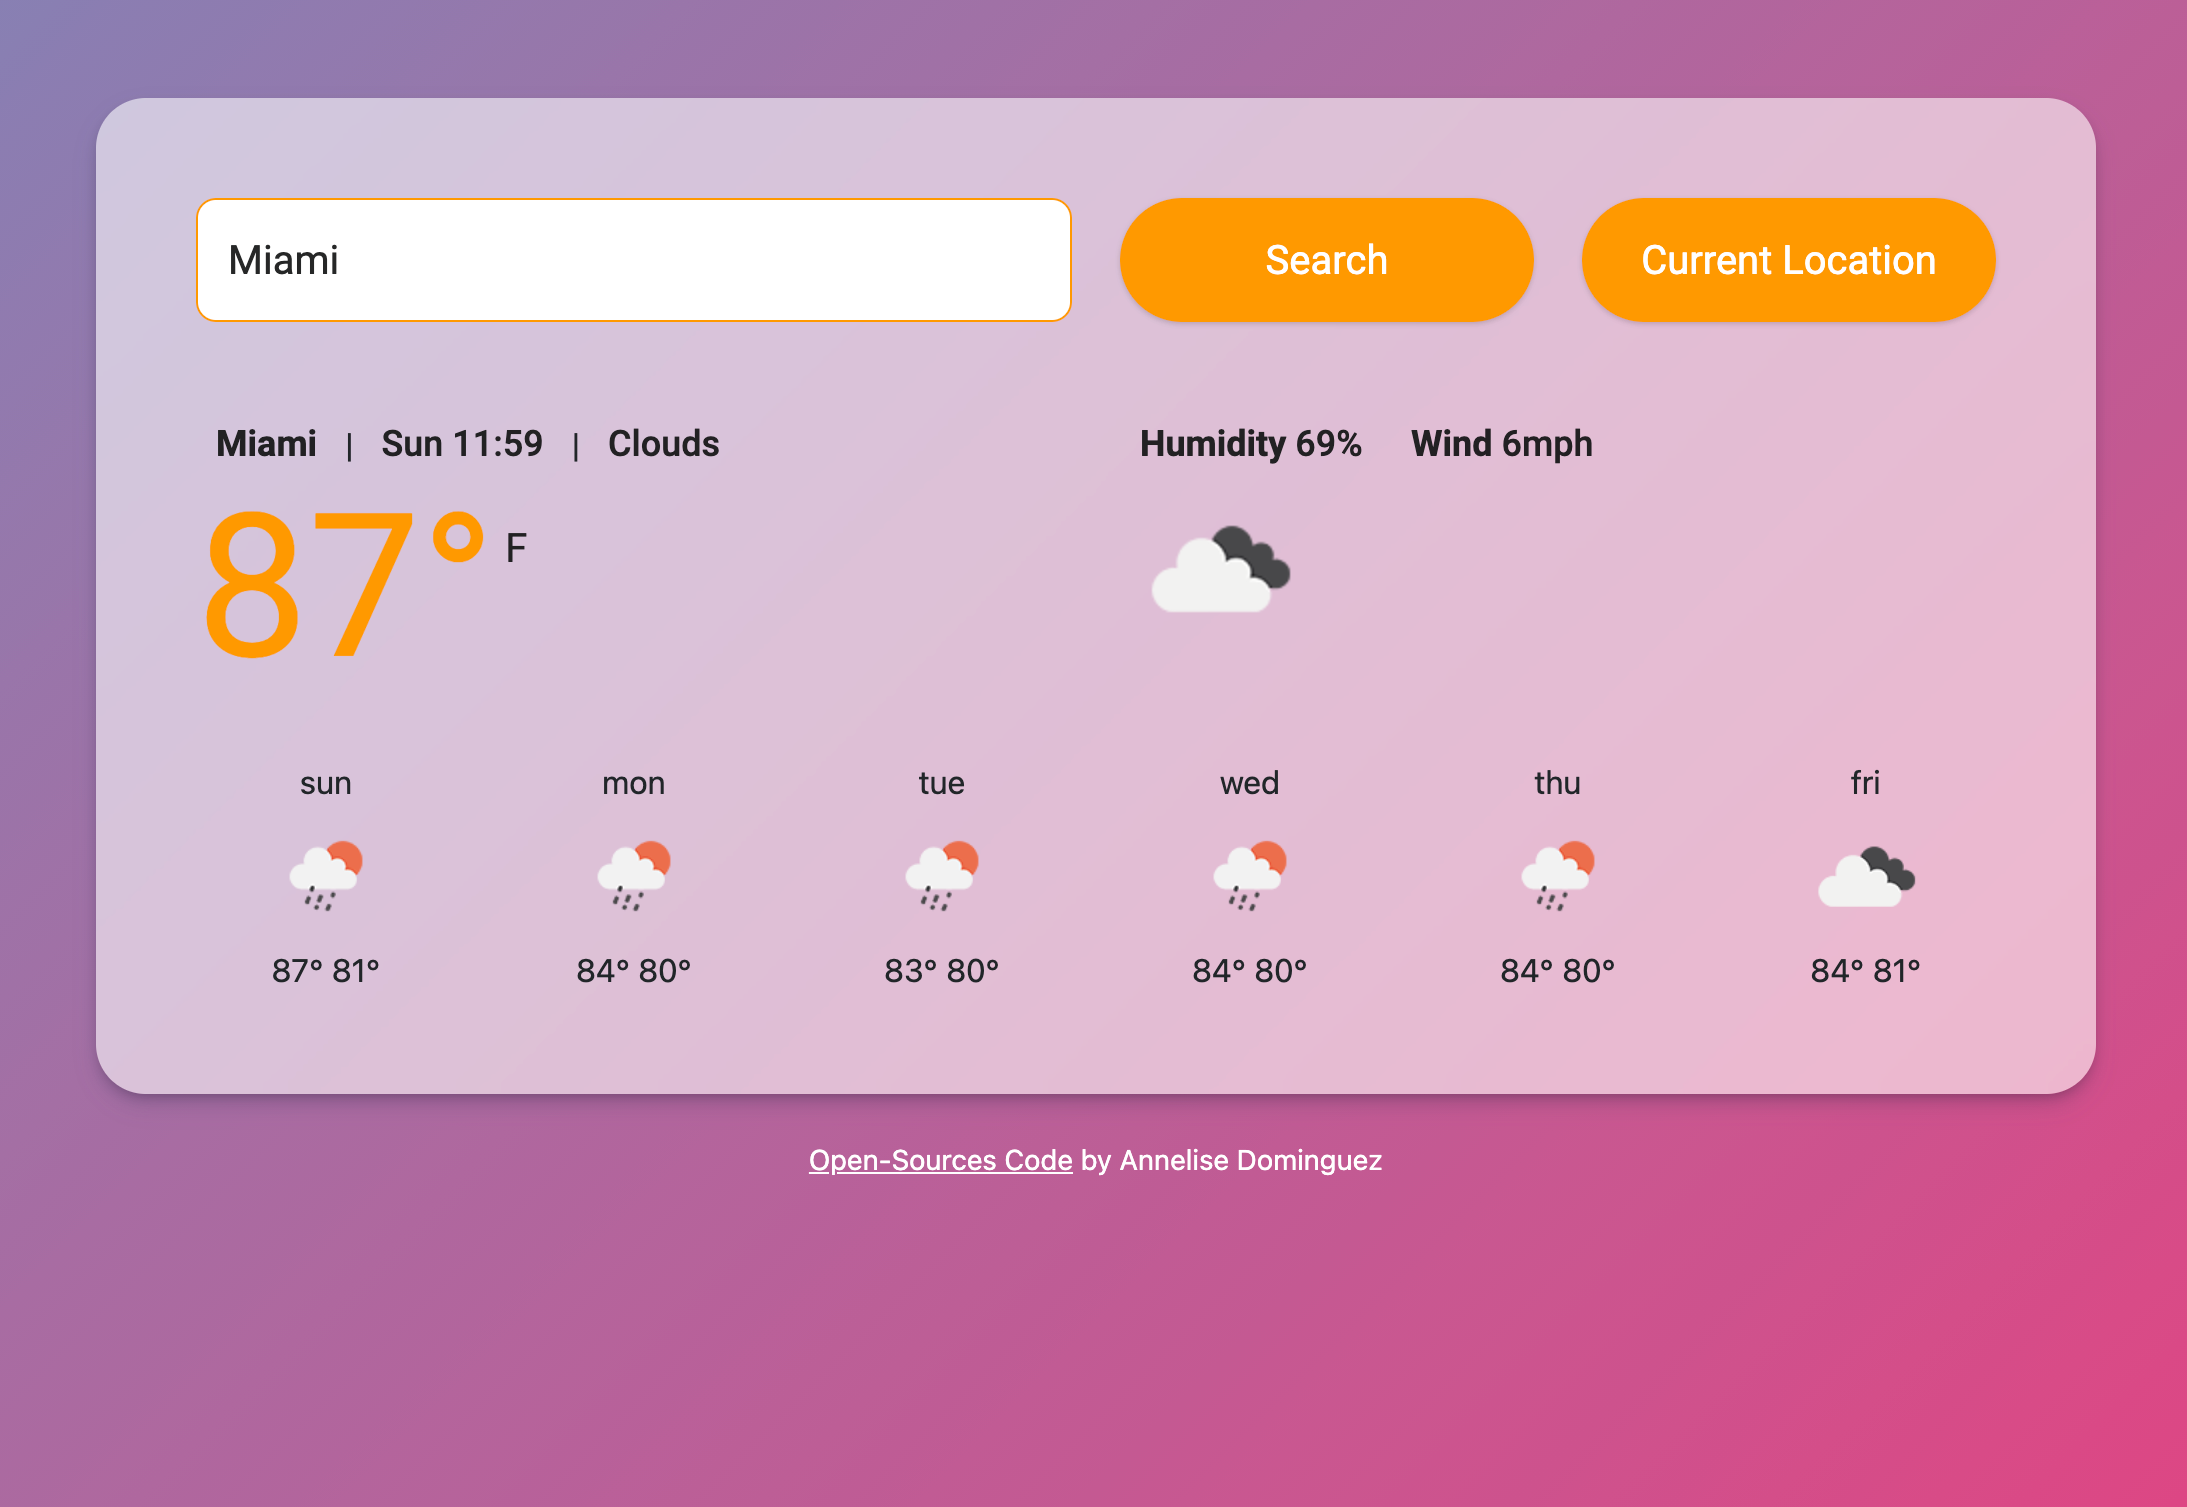 Miami
Search
Current Location
Miami | Sun 11:59 | Clouds
Humidity 69% Wind 6mph
87° F
sun mon tue wed thu fri
87° 81° 84° 80° 83° 80° 84° 80° 84° 80° 84° 81°
Open-Sources Code by Annelise Dominguez